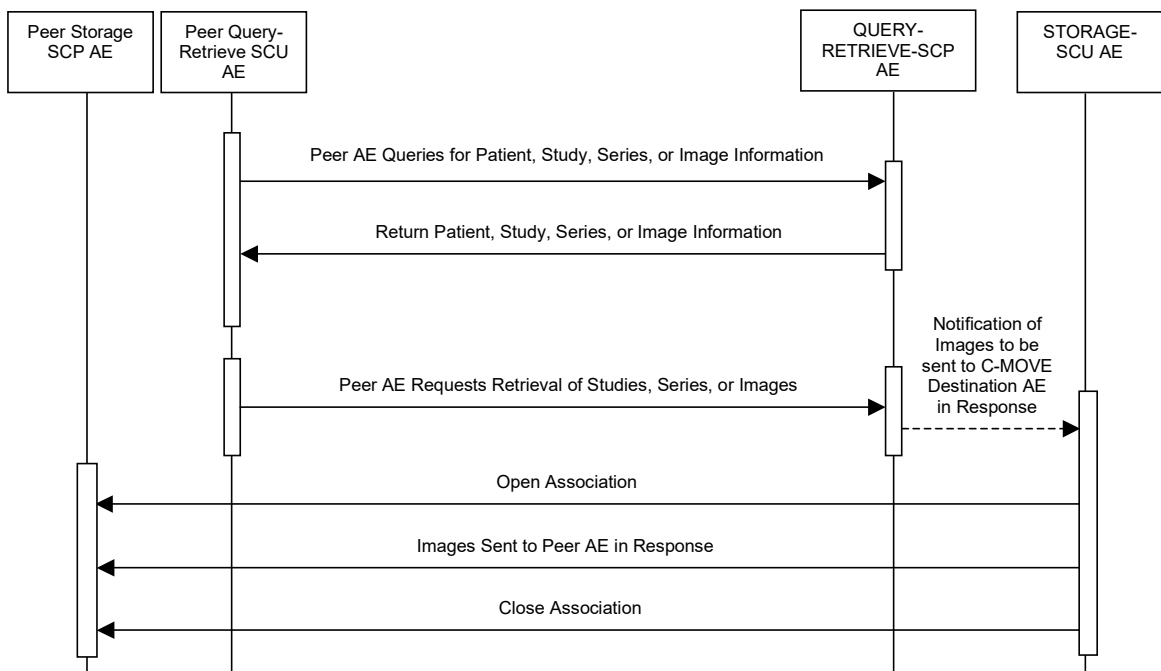 Peer Storage
SCP AE
Peer Query-
Retrieve SCU
AE
QUERY-
RETRIEVE-SCP
AE
STORAGE-
SCU AE
Peer AE Queries for Patient, Study, Series, or Image Information
Return Patient, Study, Series, or Image Information
Notification of
Images to be
sent to C-MOVE
Destination AE
in Response
Peer AE Requests Retrieval of Studies, Series, or Images
Open Association
Images Sent to Peer AE in Response
Close Association